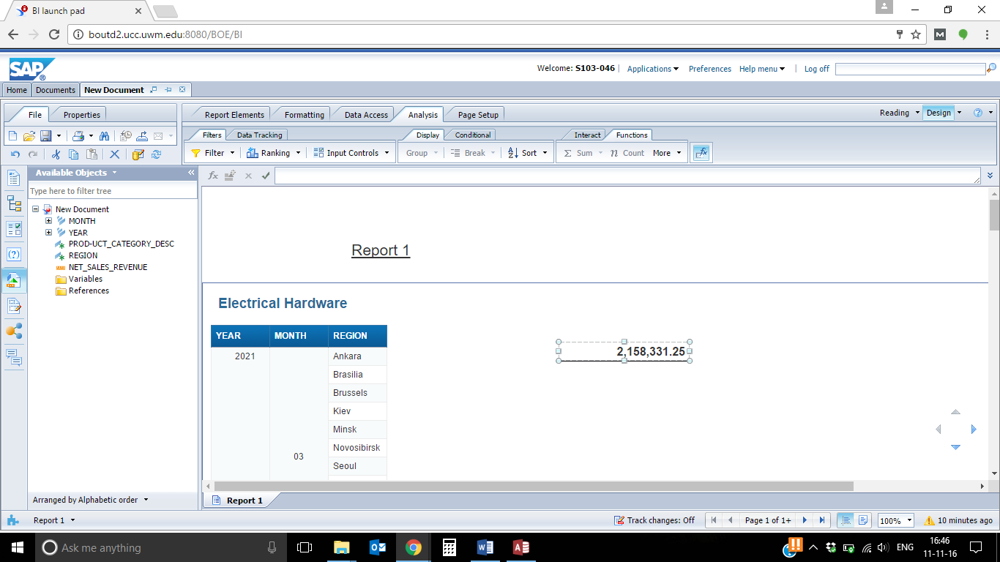 BI launch pad
boutd2.ucc.uwm.edu:8080/BOE/BI
SAP
Welcome: S103-046 | Applications Preferences Help menu | Log off
Home Documents New Document
File Properties Report Elements Formatting Data Access Analysis Page Setup Reading Design
Filters Data Tracking Display Conditional Interact Functions
Filter Ranking Input Controls Group Break Sort Sum Count More
Available Objects
Type here to filter tree
New Document
MONTH
YEAR
PROD-UCT_CATEGORY_DESC
REGION
NET_SALES_REVENUE
Variables
References
Arranged by Alphabetic order
Report 1
Electrical Hardware
YEAR MONTH REGION
2021 Ankara
2,158,331.25
Brasilia
Brussels
Kiev
Minsk
Novosibirsk
03
Seoul
Report 1
Report 1 Track changes: Off Page 1 of 1+ 100% 10 minutes ago
Ask me anything
ENG
16:46
11-11-16